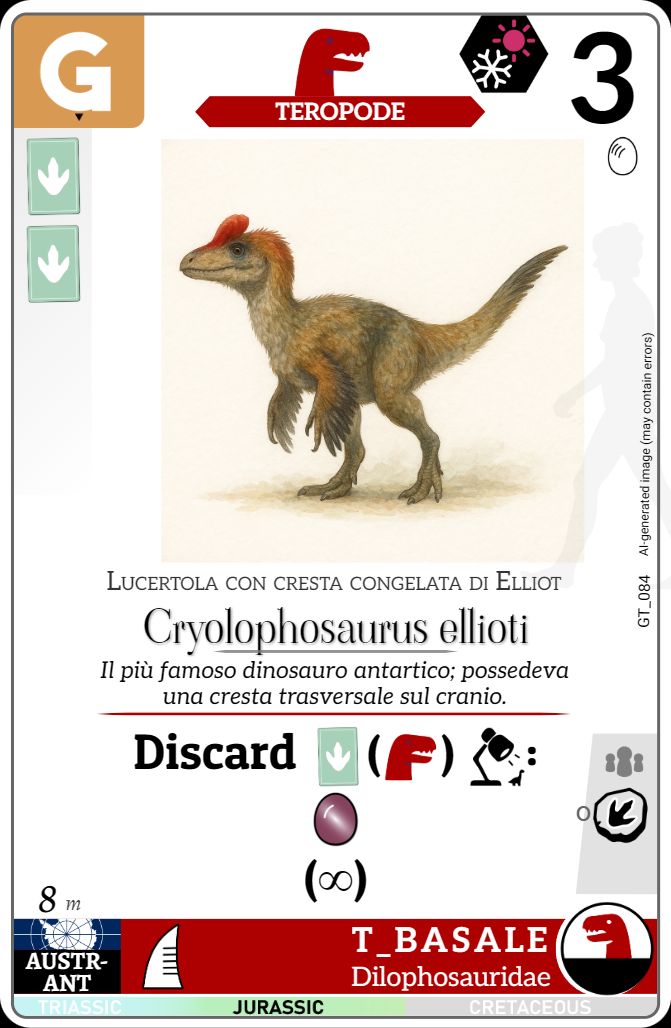 G
TEROPODE
3
AI-generated image (may contain errors)
GT_084
Lucertola con cresta congelata di Elliot
Cryolophosaurus ellioti
Il più famoso dinosauro antartico; possedeva
una cresta trasversale sul cranio.
Discard ( ) :
(∞)
o
8 m
AUSTR-
ANT
T_BASALE
Dilophosauridae
TRIASSIC JURASSIC CRETACEOUS